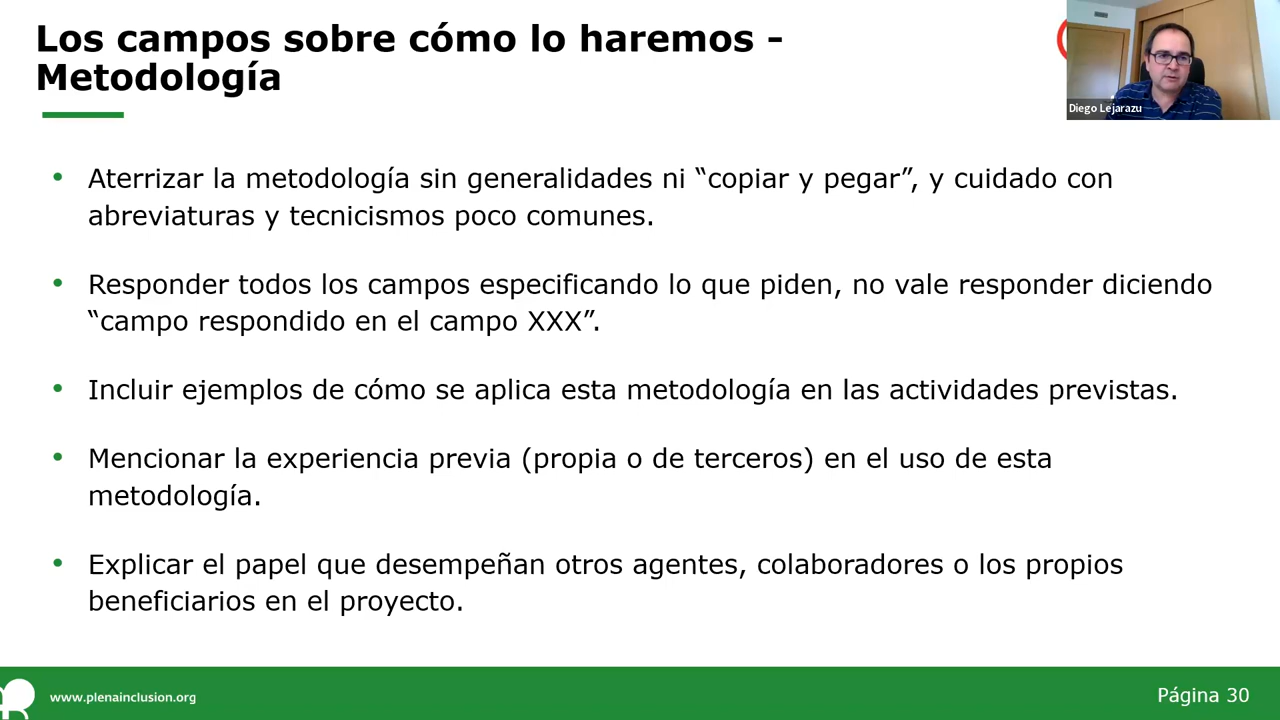 Los campos sobre cómo lo haremos -
Metodología
Diego Lejarazu
• Aterrizar la metodología sin generalidades ni “copiar y pegar”, y cuidado con
abreviaturas y tecnicismos poco comunes.
• Responder todos los campos especificando lo que piden, no vale responder diciendo
“campo respondido en el campo XXX”.
• Incluir ejemplos de cómo se aplica esta metodología en las actividades previstas.
• Mencionar la experiencia previa (propia o de terceros) en el uso de esta
metodología.
• Explicar el papel que desempeñan otros agentes, colaboradores o los propios
beneficiarios en el proyecto.
www.plenainclusion.org
Página 30